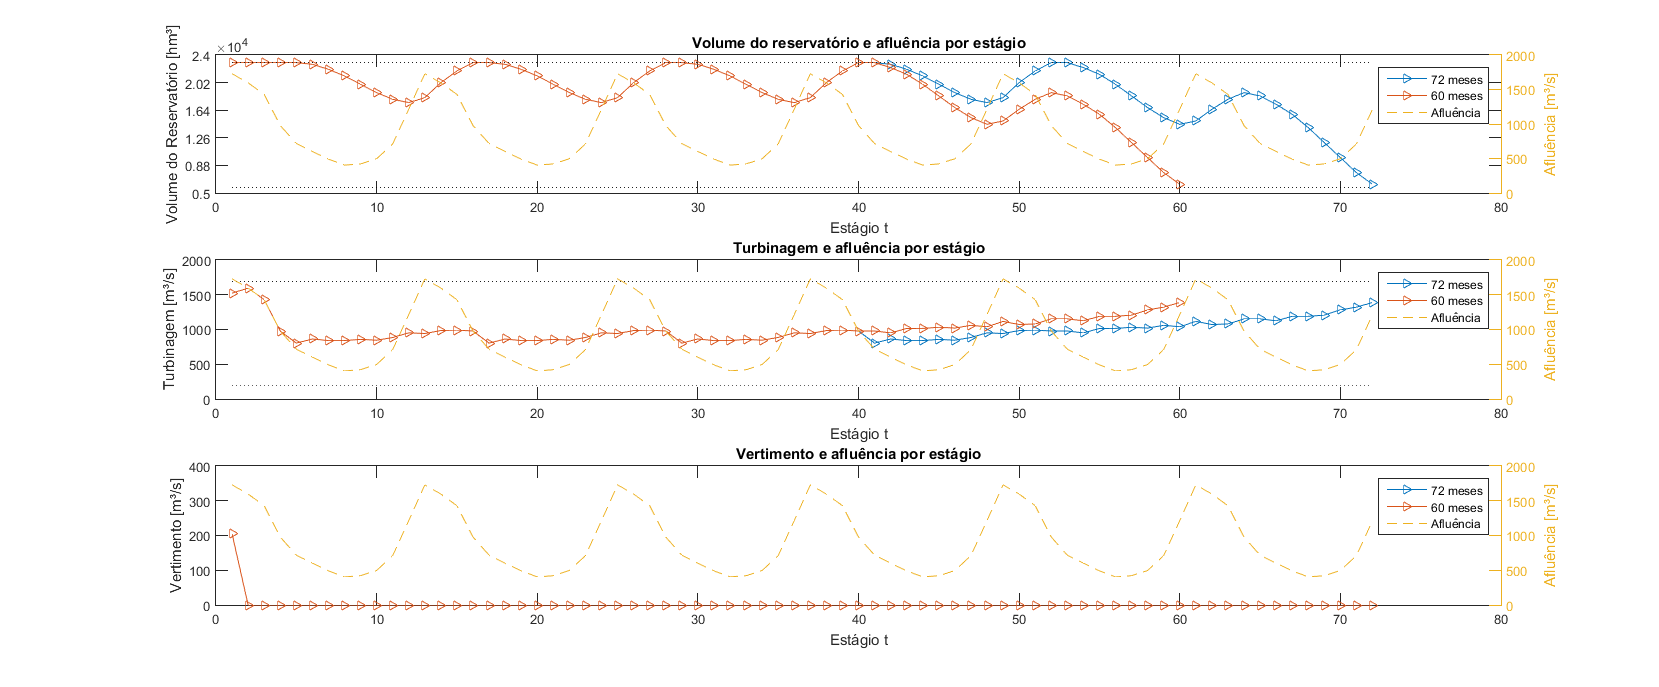 Volume do reservatório e afluência por estágio
×10⁴
Volume do Reservatório [hm³]
2.4
2.02
1.64
1.26
0.88
0.5
2000
1500
1000
500
0
Afluência [m³/s]
72 meses
60 meses
Afluência
0 10 20 30 40 50 60 70 80
Estágio t
Turbinagem e afluência por estágio
Turbinagem [m³/s]
2000
1500
1000
500
0
2000
1500
1000
500
0
Afluência [m³/s]
72 meses
60 meses
Afluência
0 10 20 30 40 50 60 70 80
Estágio t
Vertimento e afluência por estágio
Vertimento [m³/s]
400
300
200
100
0
2000
1500
1000
500
0
Afluência [m³/s]
72 meses
60 meses
Afluência
0 10 20 30 40 50 60 70 80
Estágio t